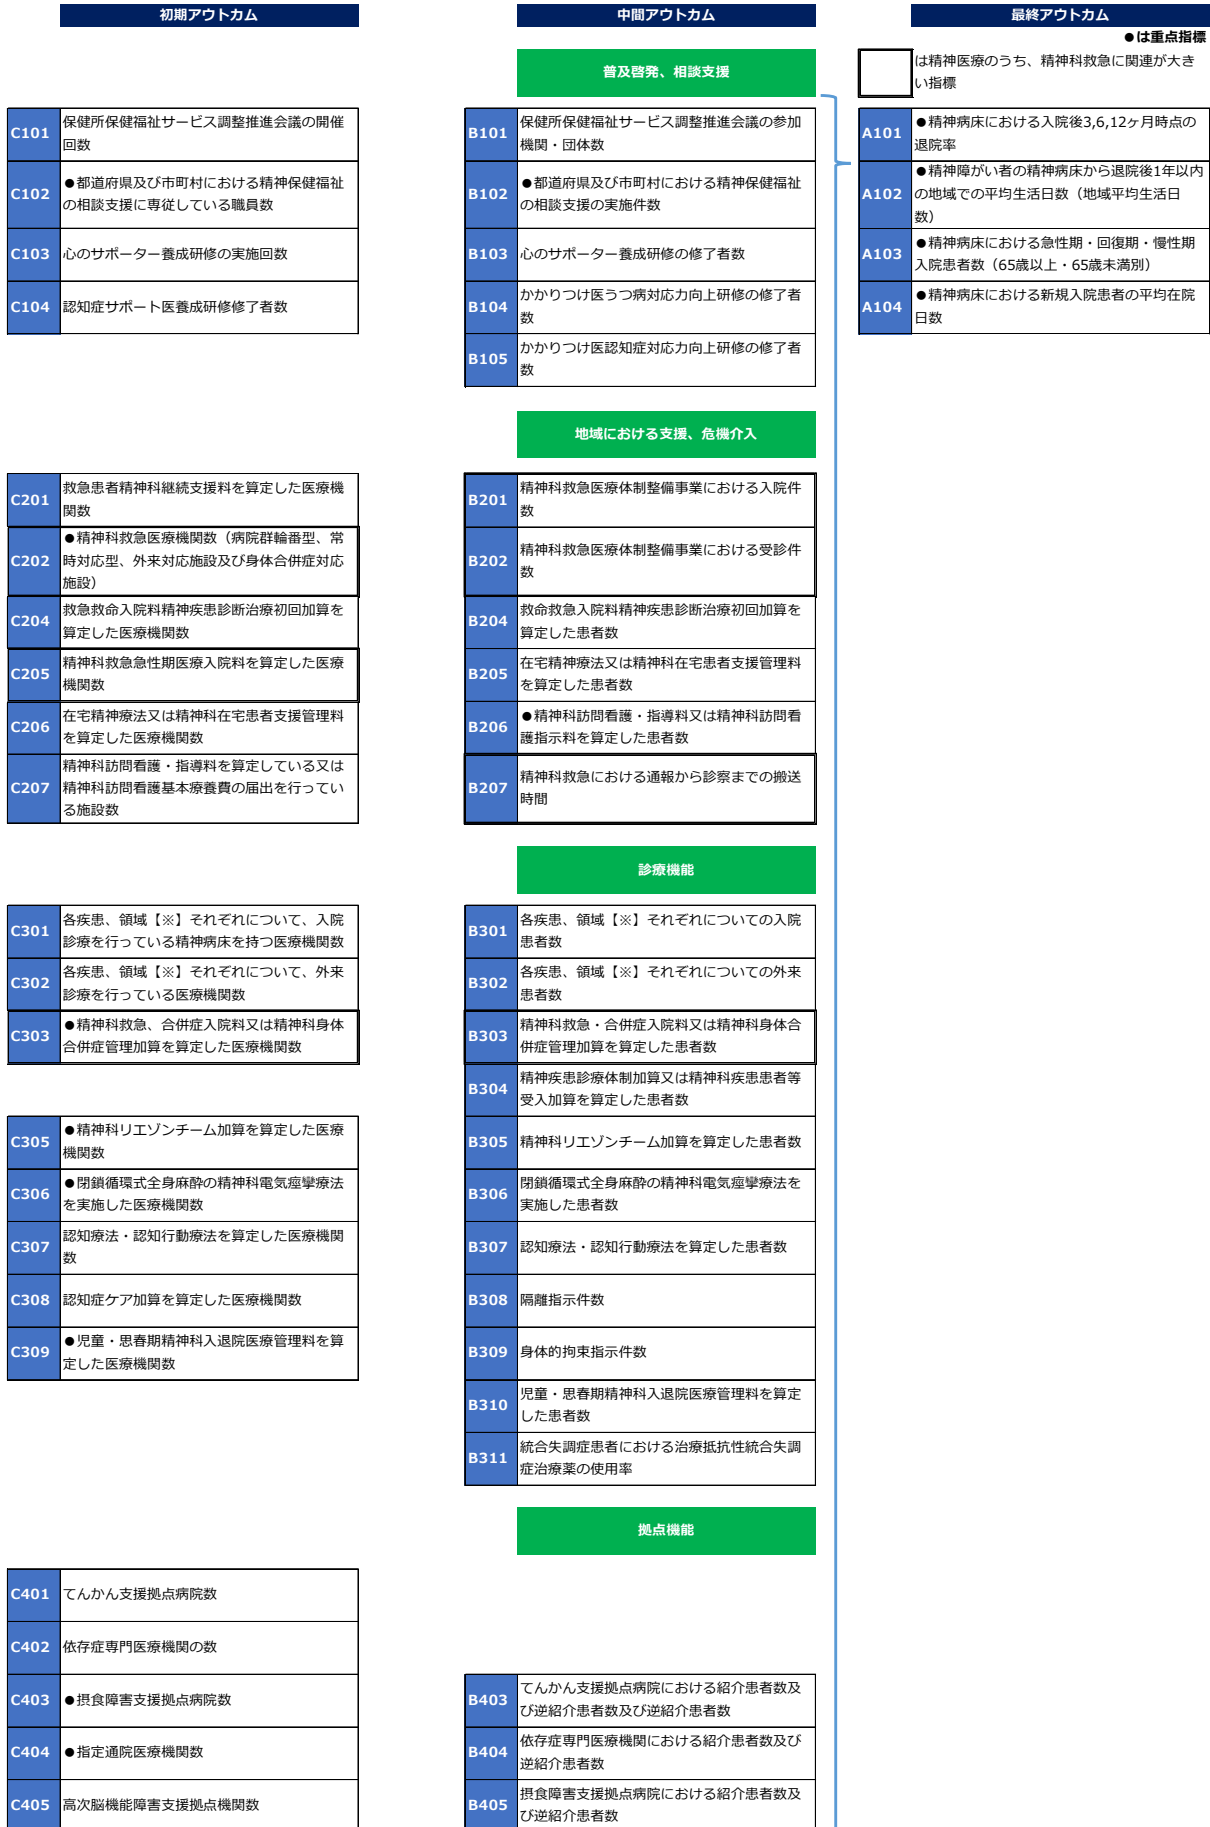 初期アウトカム
中間アウトカム
最終アウトカム
●は重点指標
普及啓発、相談支援
は精神医療のうち、精神科救急に関連が大き
い指標
C101
保健所保健福祉サービス調整推進会議の開催
回数
B101
保健所保健福祉サービス調整推進会議の参加
機関・団体数
A101
●精神病床における入院後3,6,12ヶ月時点の
退院率
C102
●都道府県及び市町村における精神保健福祉
の相談支援に専従している職員数
B102
●都道府県及び市町村における精神保健福祉
の相談支援の実施件数
A102
●精神障がい者の精神病床から退院後1年以内
の地域での平均生活日数（地域平均生活日
数）
C103
心のサポーター養成研修の実施回数
B103
心のサポーター養成研修の修了者数
A103
●精神病床における急性期・回復期・慢性期
入院患者数（65歳以上・65歳未満別）
C104
認知症サポート医養成研修修了者数
B104
かかりつけ医うつ病対応力向上研修の修了者
数
A104
●精神病床における新規入院患者の平均在院
日数
B105
かかりつけ医認知症対応力向上研修の修了者
数
地域における支援、危機介入
C201
救急患者精神科継続支援料を算定した医療機
関数
B201
精神科救急医療体制整備事業における入院件
数
C202
●精神科救急医療機関数（病院群輪番型、常
時対応型、外来対応施設及び身体合併症対応
施設）
B202
精神科救急医療体制整備事業における受診件
数
C204
救急救命入院料精神疾患診断治療初回加算を
算定した医療機関数
B204
救命救急入院料精神疾患診断治療初回加算を
算定した患者数
C205
精神科救急急性期医療入院料を算定した医療
機関数
B205
在宅精神療法又は精神科在宅患者支援管理料
を算定した患者数
C206
在宅精神療法又は精神科在宅患者支援管理料
を算定した医療機関数
B206
●精神科訪問看護・指導料又は精神科訪問看
護指示料を算定した患者数
C207
精神科訪問看護・指導料を算定している又は
精神科訪問看護基本療養費の届出を行ってい
る施設数
B207
精神科救急における通報から診察までの搬送
時間
診療機能
C301
各疾患、領域【※】それぞれについて、入院
診療を行っている精神病床を持つ医療機関数
B301
各疾患、領域【※】それぞれについての入院
患者数
C302
各疾患、領域【※】それぞれについて、外来
診療を行っている医療機関数
B302
各疾患、領域【※】それぞれについての外来
患者数
C303
●精神科救急、合併症入院料又は精神科身体
合併症管理加算を算定した医療機関数
B303
精神科救急・合併症入院料又は精神科身体合
併症管理加算を算定した患者数
B304
精神疾患診療体制加算又は精神科疾患患者等
受入加算を算定した患者数
C305
●精神科リエゾンチーム加算を算定した医療
機関数
B305
精神科リエゾンチーム加算を算定した患者数
C306
●閉鎖循環式全身麻酔の精神科電気痙攣療法
を実施した医療機関数
B306
閉鎖循環式全身麻酔の精神科電気痙攣療法を
実施した患者数
C307
認知療法・認知行動療法を算定した医療機関
数
B307
認知療法・認知行動療法を算定した患者数
C308
認知症ケア加算を算定した医療機関数
B308
隔離指示件数
C309
●児童・思春期精神科入退院医療管理料を算
定した医療機関数
B309
身体的拘束指示件数
B310
児童・思春期精神科入退院医療管理料を算定
した患者数
B311
統合失調症患者における治療抵抗性統合失調
症治療薬の使用率
拠点機能
C401
てんかん支援拠点病院数
C402
依存症専門医療機関の数
C403
●摂食障害支援拠点病院数
B403
てんかん支援拠点病院における紹介患者数及
び逆紹介患者数及び逆紹介患者数
C404
●指定通院医療機関数
B404
依存症専門医療機関における紹介患者数及び
逆紹介患者数
C405
高次脳機能障害支援拠点機関数
B405
摂食障害支援拠点病院における紹介患者数及
び逆紹介患者数